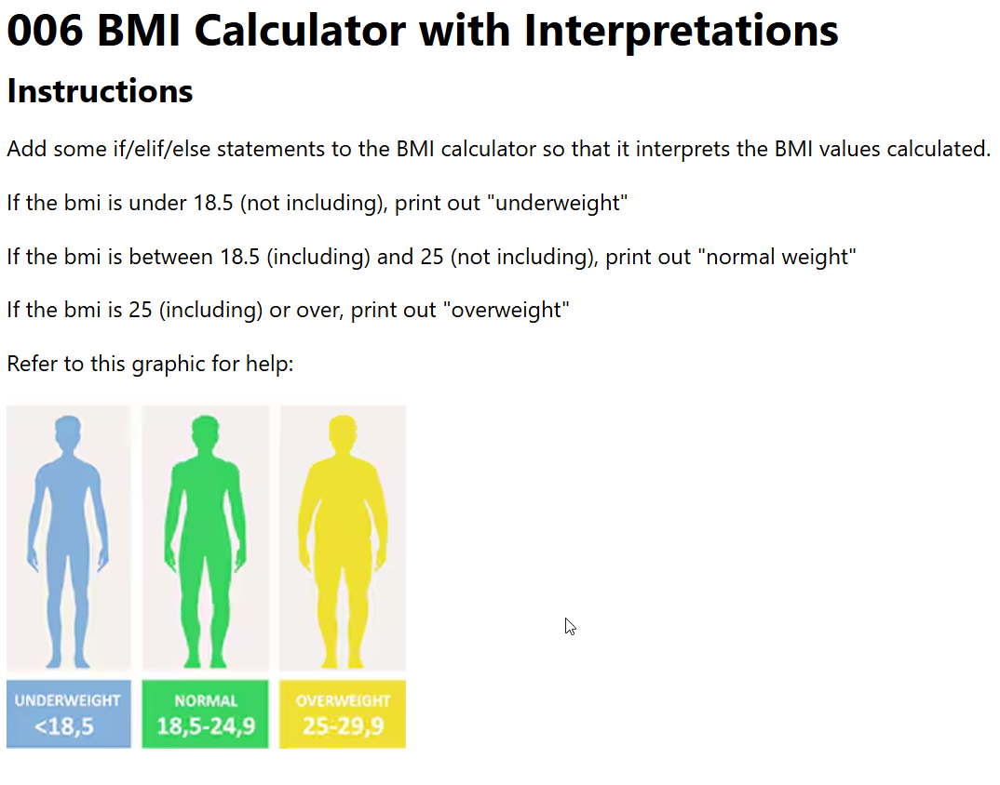 006 BMI Calculator with Interpretations
Instructions
Add some if/elif/else statements to the BMI calculator so that it interprets the BMI values calculated.
If the bmi is under 18.5 (not including), print out "underweight"
If the bmi is between 18.5 (including) and 25 (not including), print out "normal weight"
If the bmi is 25 (including) or over, print out "overweight"
Refer to this graphic for help:
UNDERWEIGHT
<18,5
NORMAL
18,5-24,9
OVERWEIGHT
25-29,9